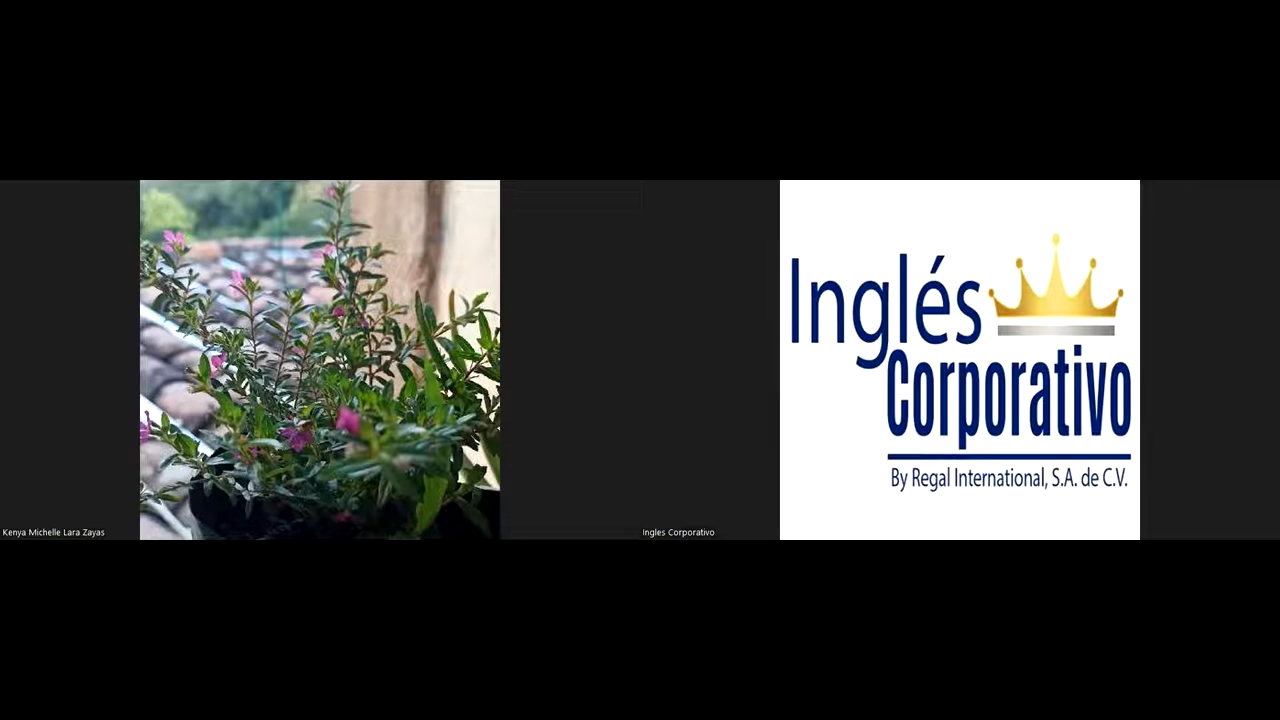 Inglés
Corporativo
By Regal International, S.A. de C.V.
Kenya Michelle Lara Zayas
Ingles Corporativo